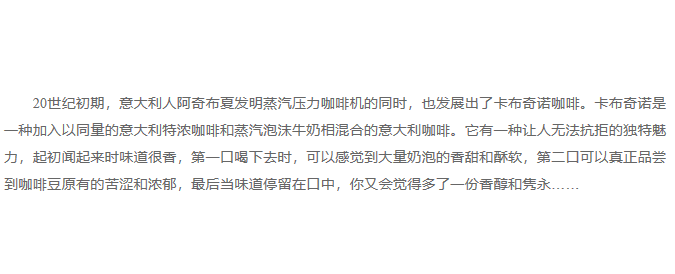 20世纪初期，意大利人阿奇布夏发明蒸汽压力咖啡机的同时，也发展出了卡布奇诺咖啡。卡布奇诺是
一种加入以同量的意大利特浓咖啡和蒸汽泡沫牛奶相混合的意大利咖啡。它有一种让人无法抗拒的独特魅
力，起初闻起来时味道很香，第一口喝下去时，可以感觉到大量奶泡的香甜和酥软，第二口可以真正品尝
到咖啡豆原有的苦涩和浓郁，最后当味道停留在口中，你又会觉得多了一份香醇和隽永……